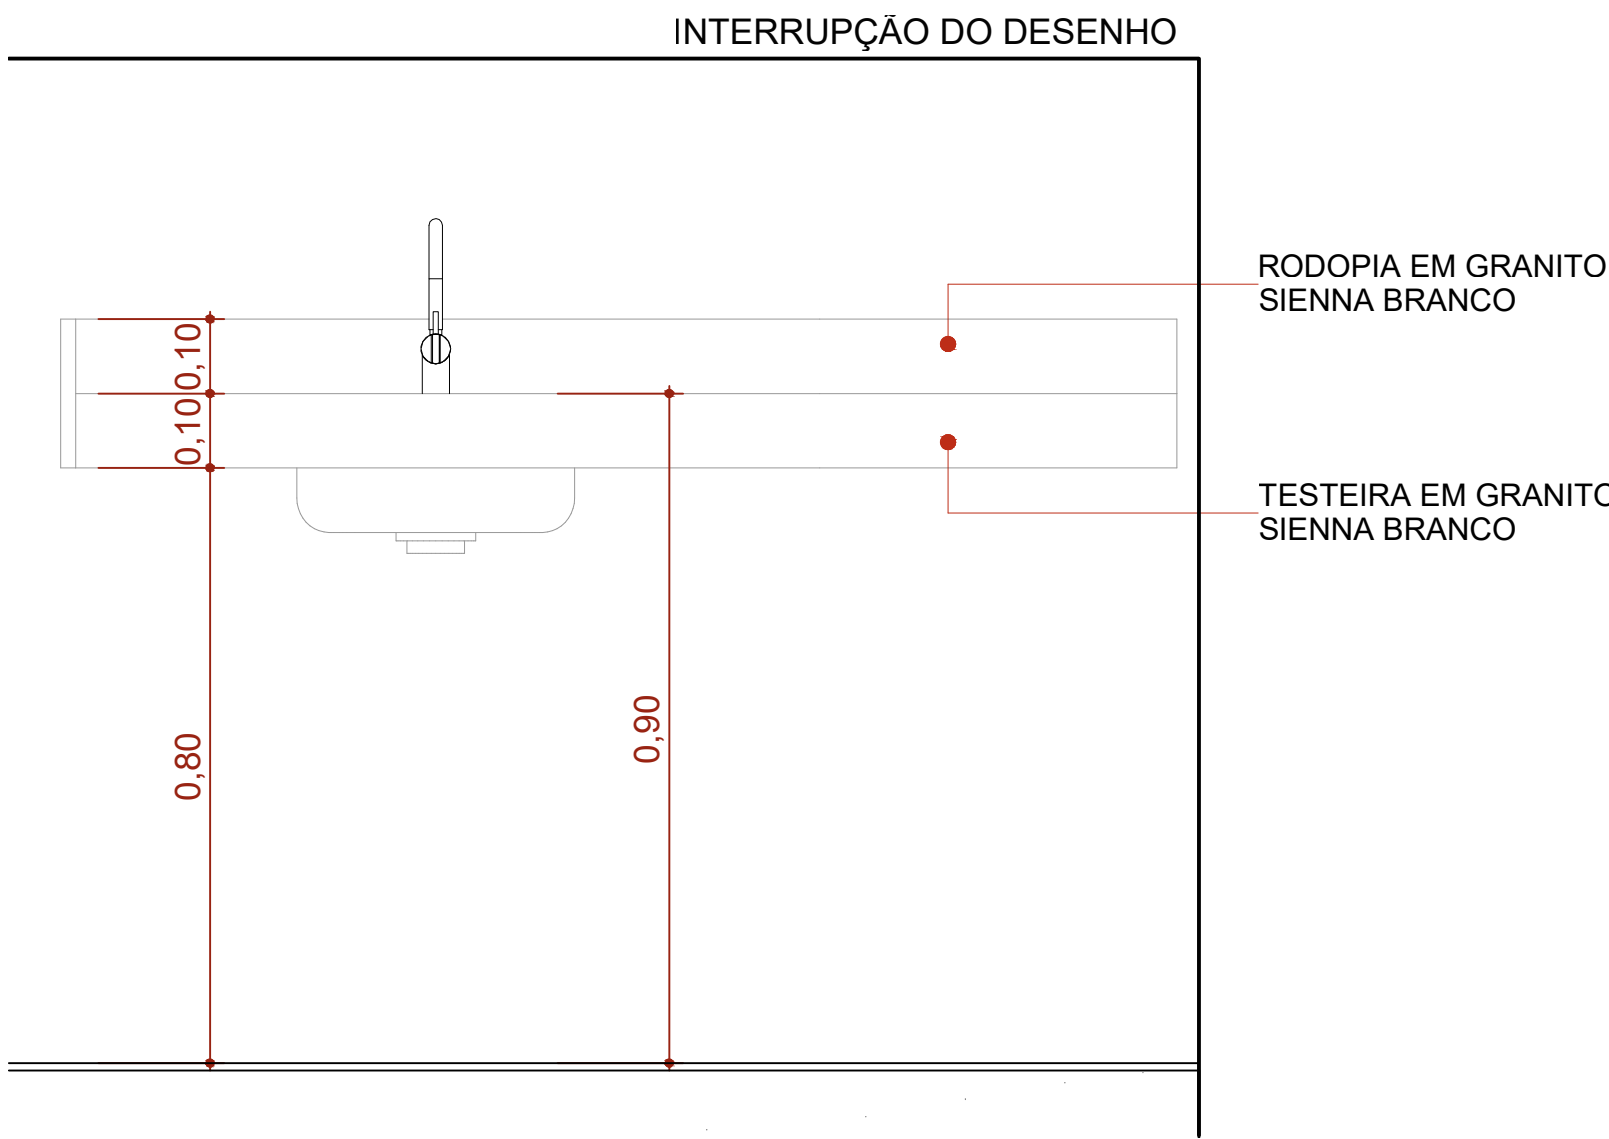 INTERRUPÇÃO DO DESENHO
RODOPIA EM GRANITO
SIENNA BRANCO
0,10
0,10
TESTEIRA EM GRANITO
SIENNA BRANCO
0,90
0,80